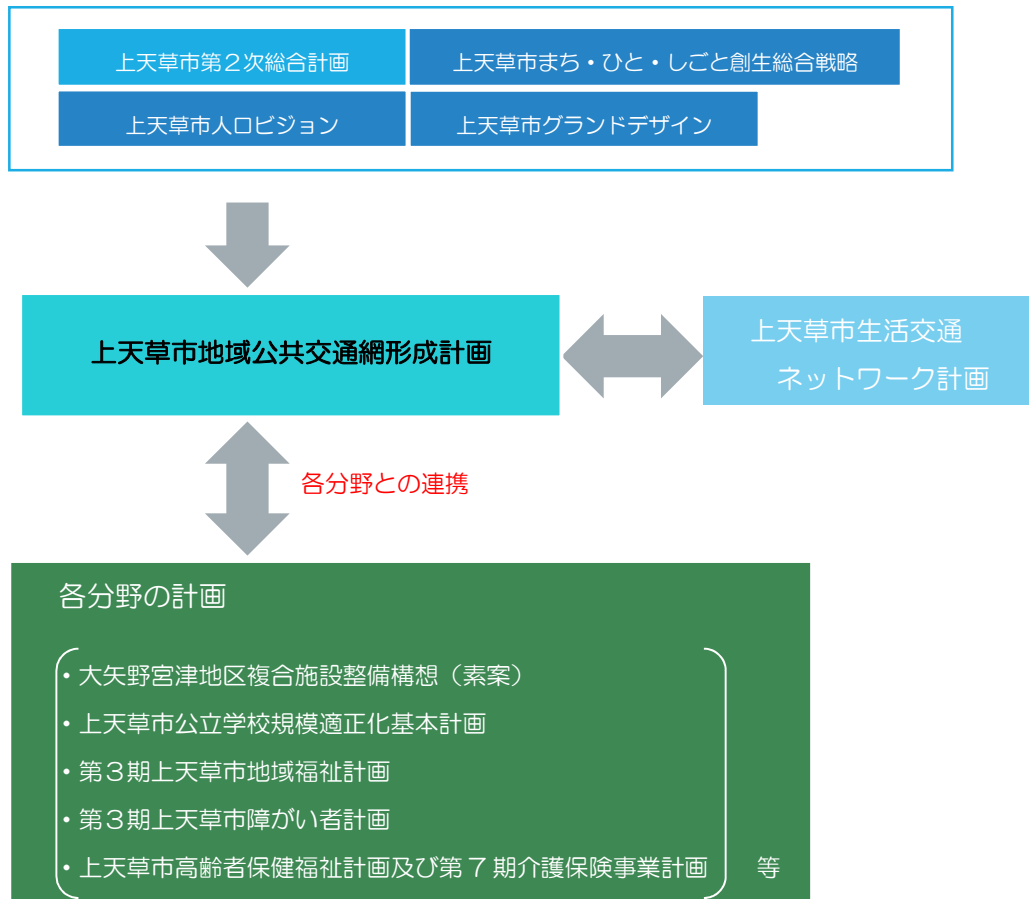 上天草市第２次総合計画
上天草市まち・ひと・しごと創生総合戦略
上天草市人口ビジョン
上天草市グランドデザイン
上天草市地域公共交通網形成計画
上天草市生活交通
ネットワーク計画
各分野との連携
各分野の計画
・大矢野宮津地区複合施設整備構想（素案）
・上天草市公立学校規模適正化基本計画
・第３期上天草市地域福祉計画
・第３期上天草市障がい者計画
・上天草市高齢者保健福祉計画及び第７期介護保険事業計画 等